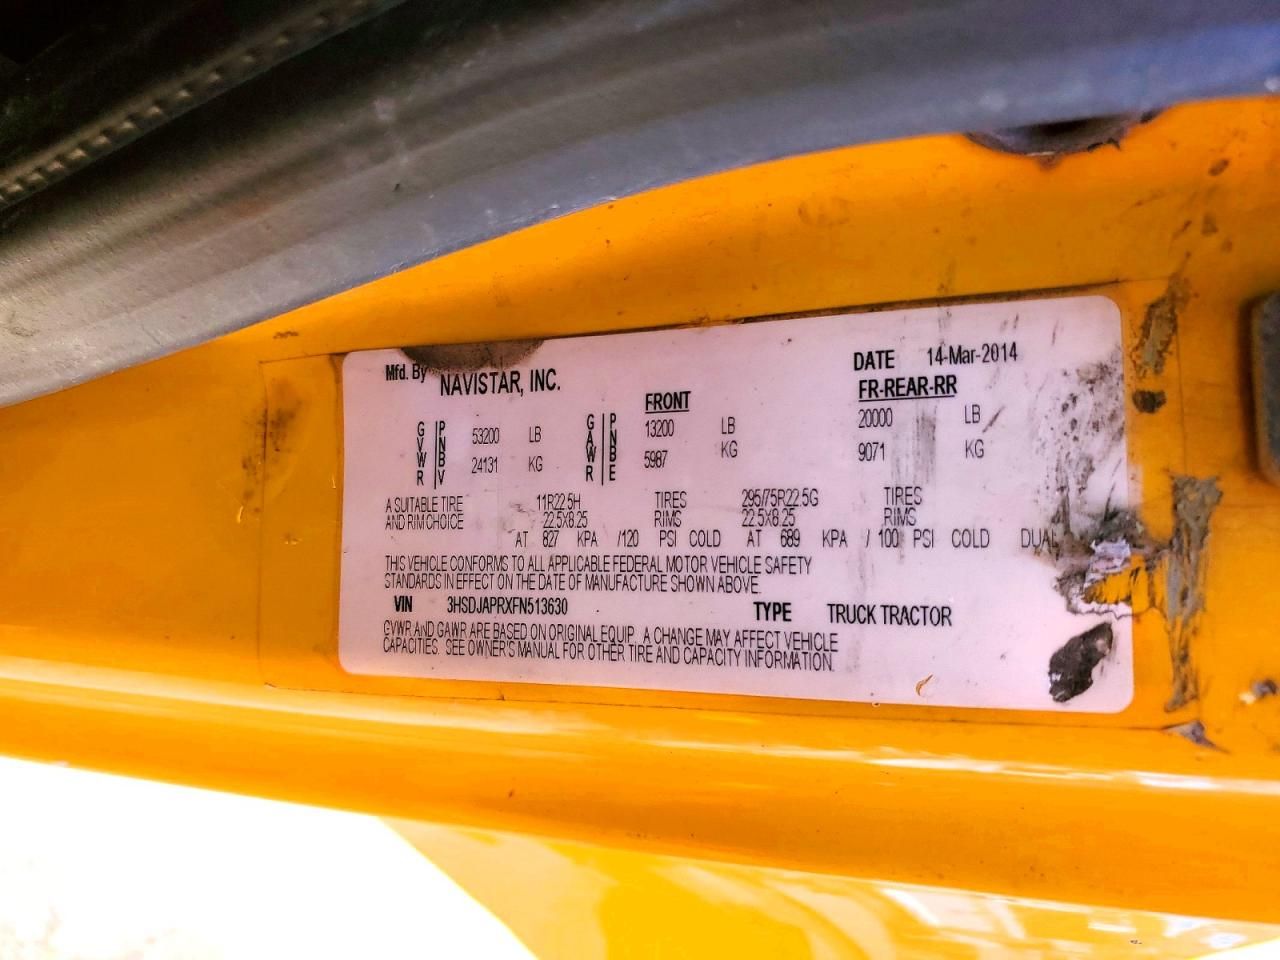 Mfd. By NAVISTAR, INC. DATE 14-Mar-2014
FRONT FR-REAR-RR
GVWR PNBV 53200 LB GAWR PNBE 13200 LB 20000 LB
24131 KG 5987 KG 9071 KG
A SUITABLE TIRE 11R22.5H TIRES 295/75R22.5G TIRES
AND RIM CHOICE 22.5X8.25 RIMS 22.5X8.25 RIMS
AT 827 KPA /120 PSI COLD AT 689 KPA /100 PSI COLD DUAL
THIS VEHICLE CONFORMS TO ALL APPLICABLE FEDERAL MOTOR VEHICLE SAFETY
STANDARDS IN EFFECT ON THE DATE OF MANUFACTURE SHOWN ABOVE.
VIN 3HSDJAPRXFN513630 TYPE TRUCK TRACTOR
GVWR AND GAWR ARE BASED ON ORIGINAL EQUIP. A CHANGE MAY AFFECT VEHICLE
CAPACITIES. SEE OWNER'S MANUAL FOR OTHER TIRE AND CAPACITY INFORMATION.